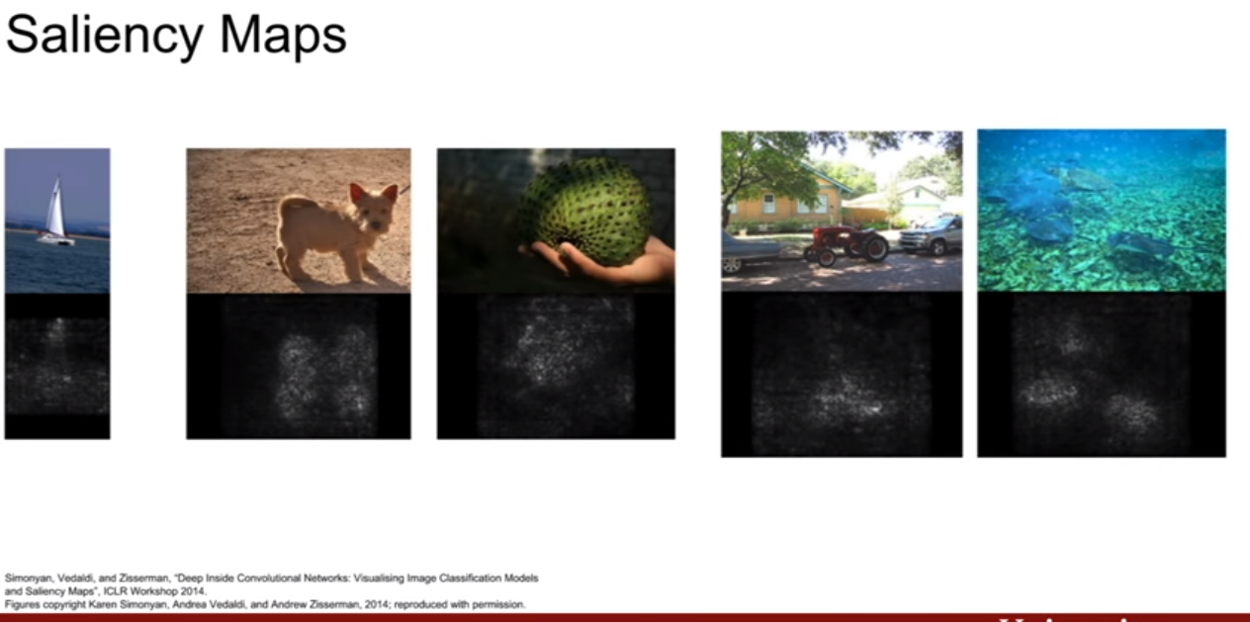 Saliency Maps
Simonyan, Vedaldi, and Zisserman, "Deep Inside Convolutional Networks: Visualising Image Classification Models
and Saliency Maps", ICLR Workshop 2014.
Figures copyright Karen Simonyan, Andrea Vedaldi, and Andrew Zisserman, 2014; reproduced with permission.